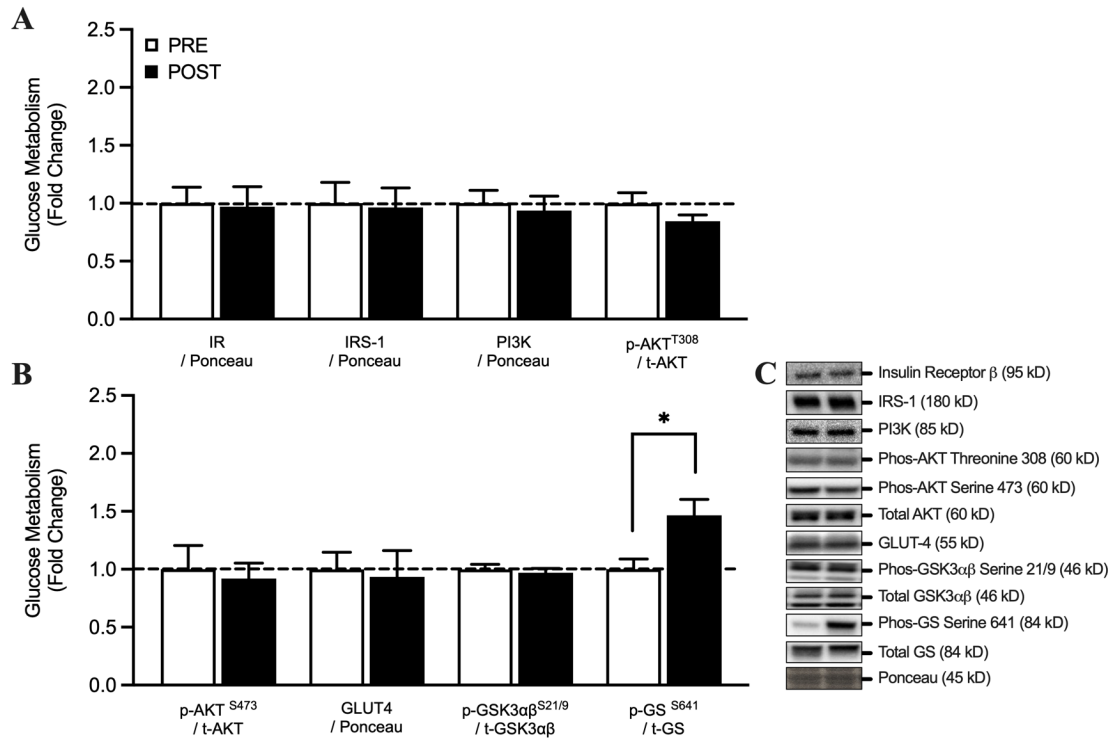 A
Glucose Metabolism
(Fold Change)
2.5
2.0
1.5
1.0
0.5
0.0
PRE
POST
IR
/ Ponceau
IRS-1
/ Ponceau
PI3K
/ Ponceau
p-AKT^T308
/ t-AKT
B
Glucose Metabolism
(Fold Change)
2.5
2.0
1.5
1.0
0.5
0.0
*
p-AKT ^S473
/ t-AKT
GLUT4
/ Ponceau
p-GSK3αβ^S21/9
/ t-GSK3αβ
p-GS ^S641
/ t-GS
C
Insulin Receptor β (95 kD)
IRS-1 (180 kD)
PI3K (85 kD)
Phos-AKT Threonine 308 (60 kD)
Phos-AKT Serine 473 (60 kD)
Total AKT (60 kD)
GLUT-4 (55 kD)
Phos-GSK3αβ Serine 21/9 (46 kD)
Total GSK3αβ (46 kD)
Phos-GS Serine 641 (84 kD)
Total GS (84 kD)
Ponceau (45 kD)